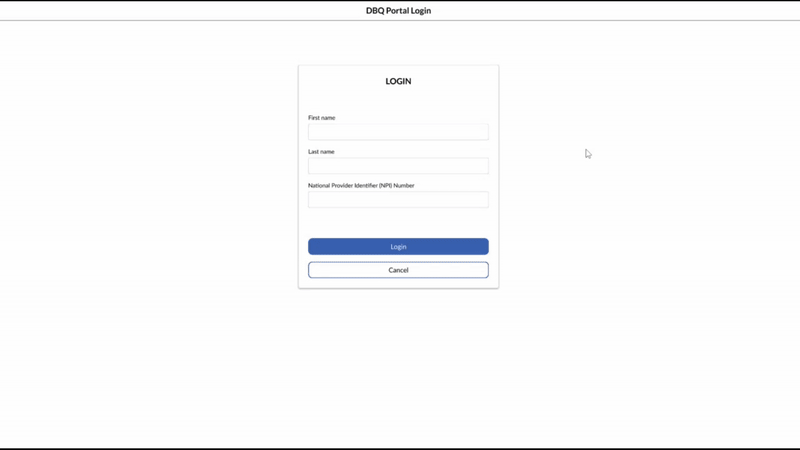 DBQ Portal Login
LOGIN
First name
Last name
National Provider Identifier (NPI) Number
Login
Cancel